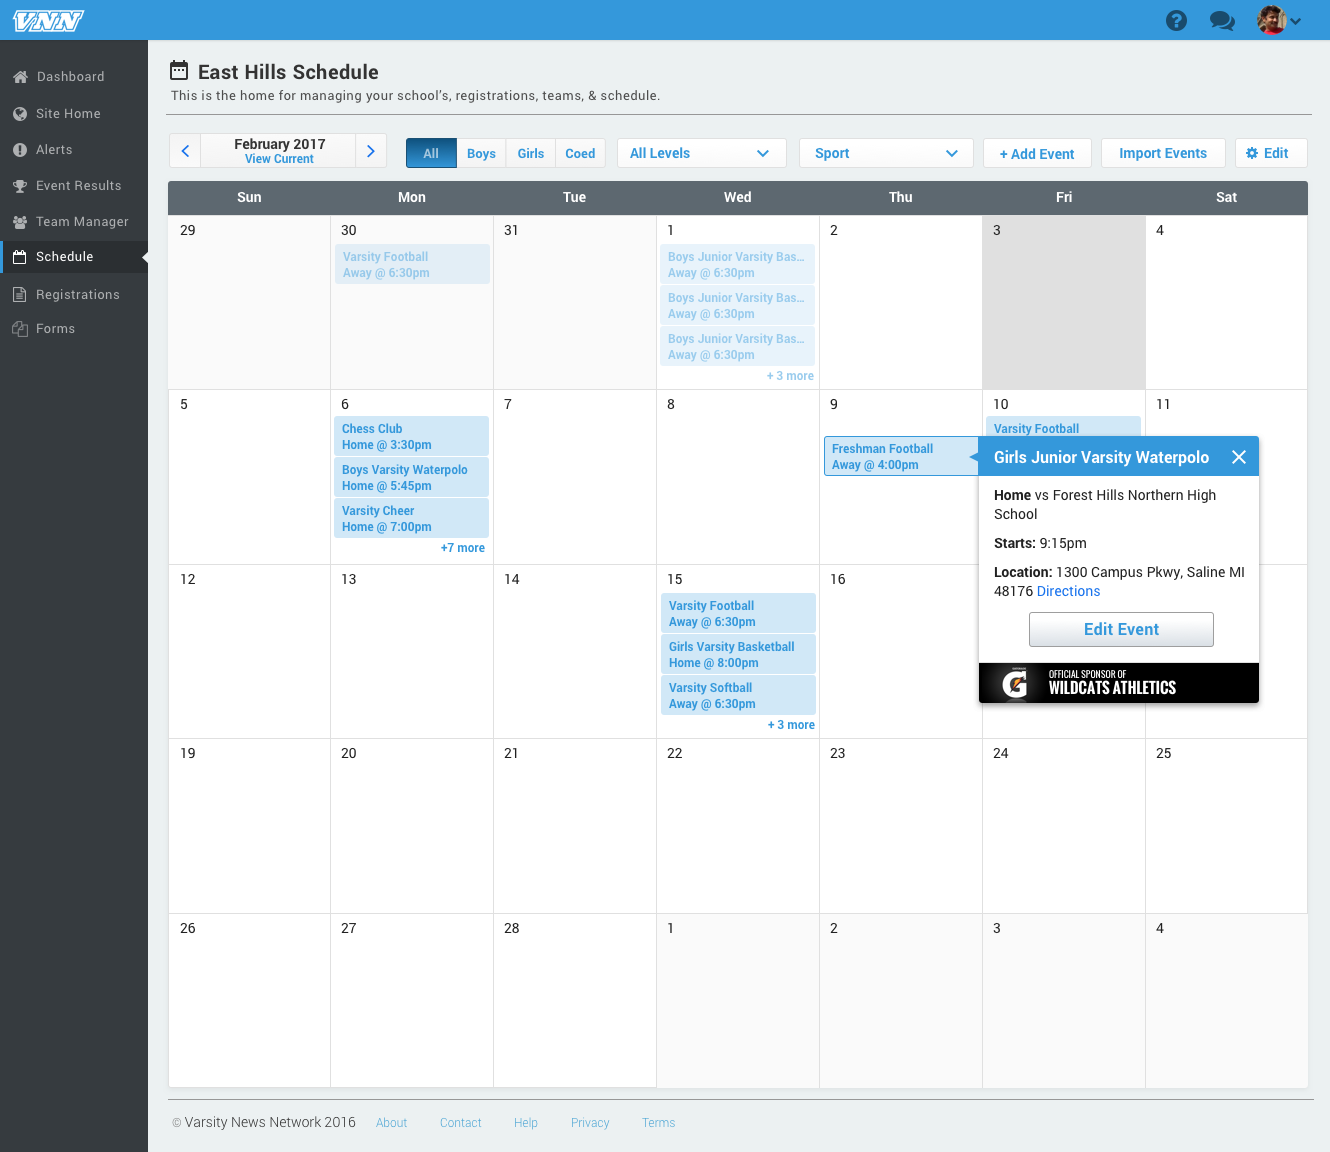 VNN
Dashboard
Site Home
Alerts
Event Results
Team Manager
Schedule
Registrations
Forms
East Hills Schedule
This is the home for managing your school's, registrations, teams, & schedule.
February 2017
View Current
All
Boys
Girls
Coed
All Levels
Sport
+ Add Event
Import Events
Edit
Sun
Mon
Tue
Wed
Thu
Fri
Sat
29
30
Varsity Football
Away @ 6:30pm
31
1
Boys Junior Varsity Bas...
Away @ 6:30pm
Boys Junior Varsity Bas...
Away @ 6:30pm
Boys Junior Varsity Bas...
Away @ 6:30pm
+ 3 more
2
3
4
5
6
Chess Club
Home @ 3:30pm
Boys Varsity Waterpolo
Home @ 5:45pm
Varsity Cheer
Home @ 7:00pm
+7 more
7
8
9
Freshman Football
Away @ 4:00pm
10
Varsity Football
11
Girls Junior Varsity Waterpolo
Home vs Forest Hills Northern High
School
Starts: 9:15pm
Location: 1300 Campus Pkwy, Saline MI
48176 Directions
Edit Event
OFFICIAL SPONSOR OF
WILDCATS ATHLETICS
12
13
14
15
Varsity Football
Away @ 6:30pm
Girls Varsity Basketball
Home @ 8:00pm
Varsity Softball
Away @ 6:30pm
+ 3 more
16
19
20
21
22
23
24
25
26
27
28
1
2
3
4
© Varsity News Network 2016
About
Contact
Help
Privacy
Terms